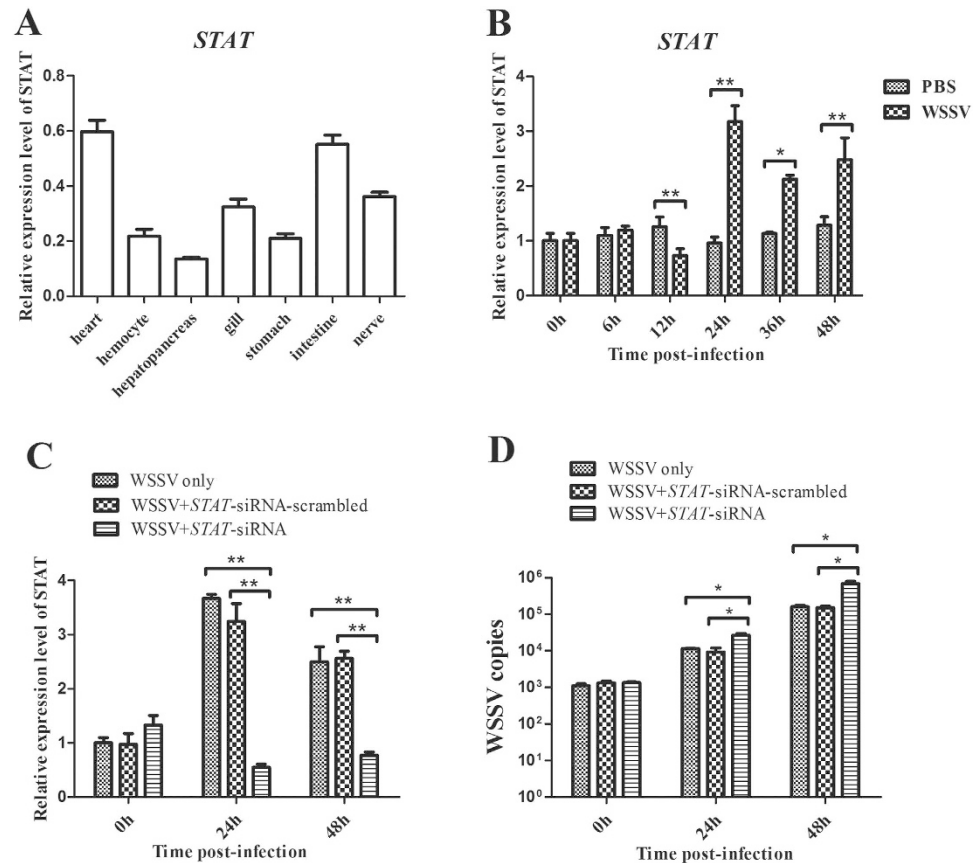 A
STAT
Relative expression level of STAT
0.8
0.6
0.4
0.2
0.0
heart
hemocyte
hepatopancreas
gill
stomach
intestine
nerve
B
STAT
Relative expression level of STAT
4
3
2
1
0
** 
*
**
**
0h
6h
12h
24h
36h
48h
Time post-infection
PBS
WSSV
C
WSSV only
WSSV+STAT-siRNA-scrambled
WSSV+STAT-siRNA
Relative expression level of STAT
4
3
2
1
0
**
**
**
**
0h
24h
48h
Time post-infection
D
WSSV only
WSSV+STAT-siRNA-scrambled
WSSV+STAT-siRNA
WSSV copies
10⁶
10⁵
10⁴
10³
10²
10¹
10⁰
*
*
*
*
0h
24h
48h
Time post-infection